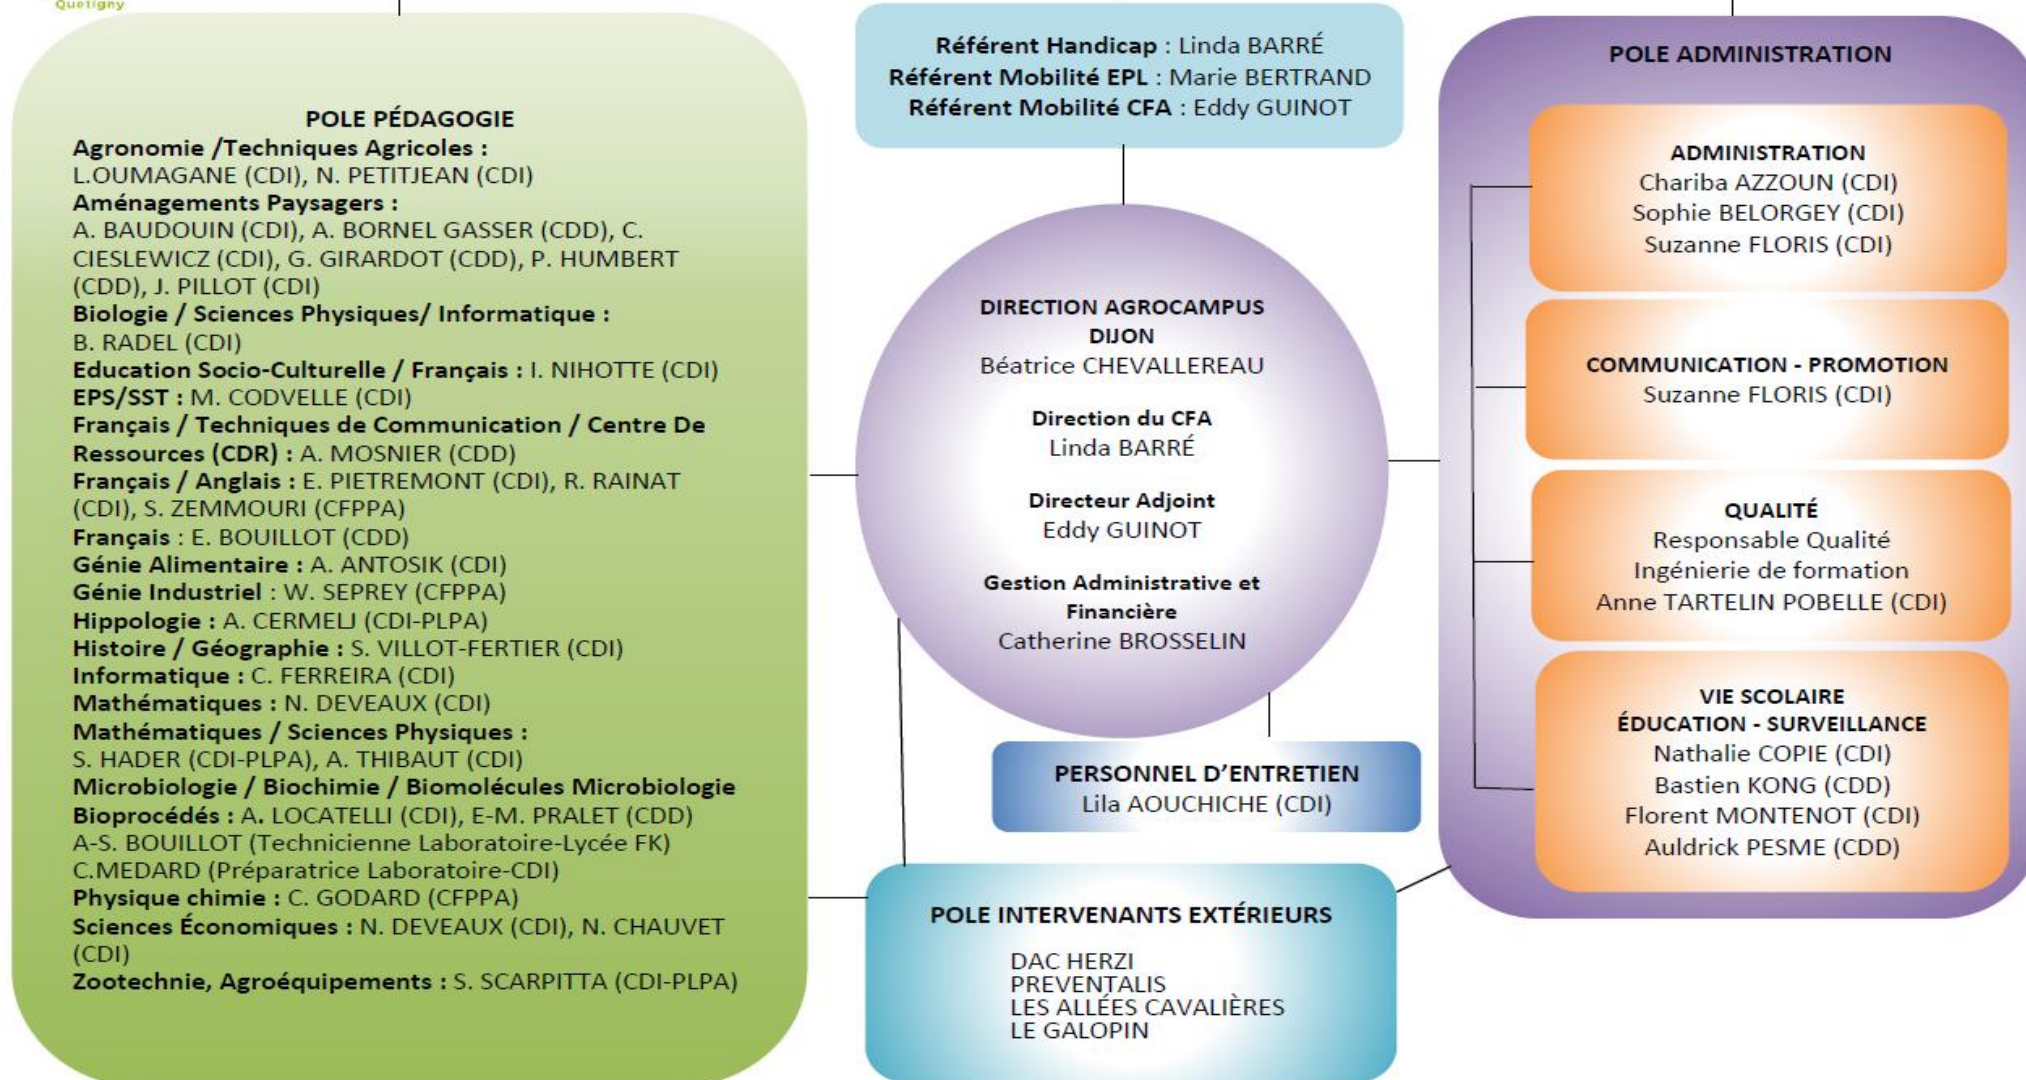 Quetigny
POLE PÉDAGOGIE
Agronomie /Techniques Agricoles :
L.OUMAGANE (CDI), N. PETITJEAN (CDI)
Aménagements Paysagers :
A. BAUDOUIN (CDI), A. BORNEL GASSER (CDD), C.
CIESLEWICZ (CDI), G. GIRARDOT (CDD), P. HUMBERT
(CDD), J. PILLOT (CDI)
Biologie / Sciences Physiques/ Informatique :
B. RADEL (CDI)
Education Socio-Culturelle / Français : I. NIHOTTE (CDI)
EPS/SST : M. CODVELLE (CDI)
Français / Techniques de Communication / Centre De
Ressources (CDR) : A. MOSNIER (CDD)
Français / Anglais : E. PIETREMONT (CDI), R. RAINAT
(CDI), S. ZEMMOURI (CFPPA)
Français : E. BOUILLOT (CDD)
Génie Alimentaire : A. ANTOSIK (CDI)
Génie Industriel : W. SEPREY (CFPPA)
Hippologie : A. CERMELJ (CDI-PLPA)
Histoire / Géographie : S. VILLOT-FERTIER (CDI)
Informatique : C. FERREIRA (CDI)
Mathématiques : N. DEVEAUX (CDI)
Mathématiques / Sciences Physiques :
S. HADER (CDI-PLPA), A. THIBAUT (CDI)
Microbiologie / Biochimie / Biomolécules Microbiologie
Bioprocédés : A. LOCATELLI (CDI), E-M. PRALET (CDD)
A-S. BOUILLOT (Technicienne Laboratoire-Lycée FK)
C.MEDARD (Préparatrice Laboratoire-CDI)
Physique chimie : C. GODARD (CFPPA)
Sciences Économiques : N. DEVEAUX (CDI), N. CHAUVET
(CDI)
Zootechnie, Agroéquipements : S. SCARPITTA (CDI-PLPA)
Référent Handicap : Linda BARRÉ
Référent Mobilité EPL : Marie BERTRAND
Référent Mobilité CFA : Eddy GUINOT
DIRECTION AGROCAMPUS
DIJON
Béatrice CHEVALLEREAU
Direction du CFA
Linda BARRÉ
Directeur Adjoint
Eddy GUINOT
Gestion Administrative et
Financière
Catherine BROSSELIN
PERSONNEL D’ENTRETIEN
Lila AOUCHICHE (CDI)
POLE INTERVENANTS EXTÉRIEURS
DAC HERZI
PREVENTALIS
LES ALLÉES CAVALIÈRES
LE GALOPIN
POLE ADMINISTRATION
ADMINISTRATION
Chariba AZZOUN (CDI)
Sophie BELORGEY (CDI)
Suzanne FLORIS (CDI)
COMMUNICATION - PROMOTION
Suzanne FLORIS (CDI)
QUALITÉ
Responsable Qualité
Ingénierie de formation
Anne TARTELIN POBELLE (CDI)
VIE SCOLAIRE
ÉDUCATION - SURVEILLANCE
Nathalie COPIE (CDI)
Bastien KONG (CDD)
Florent MONTENOT (CDI)
Auldrick PESME (CDD)